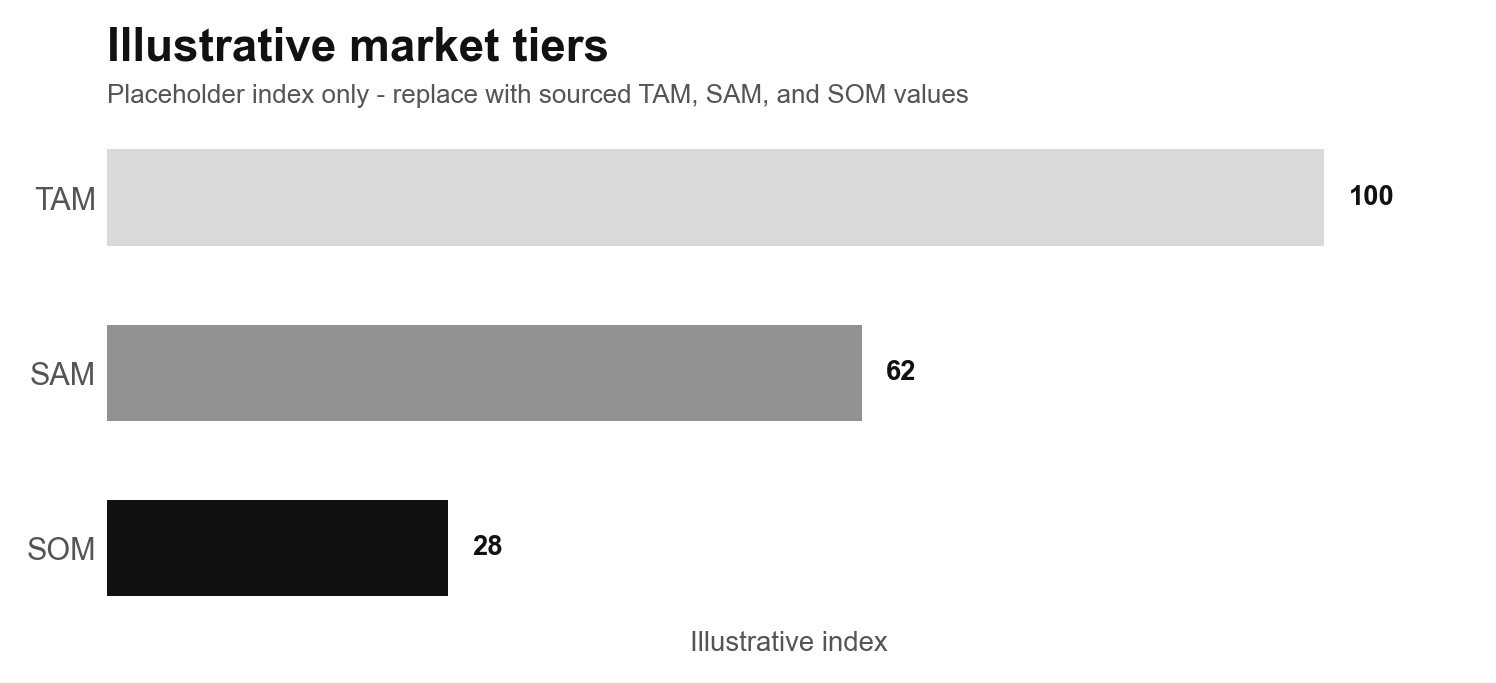 Illustrative market tiers
Placeholder index only - replace with sourced TAM, SAM, and SOM values
TAM
100
SAM
62
SOM
28
Illustrative index